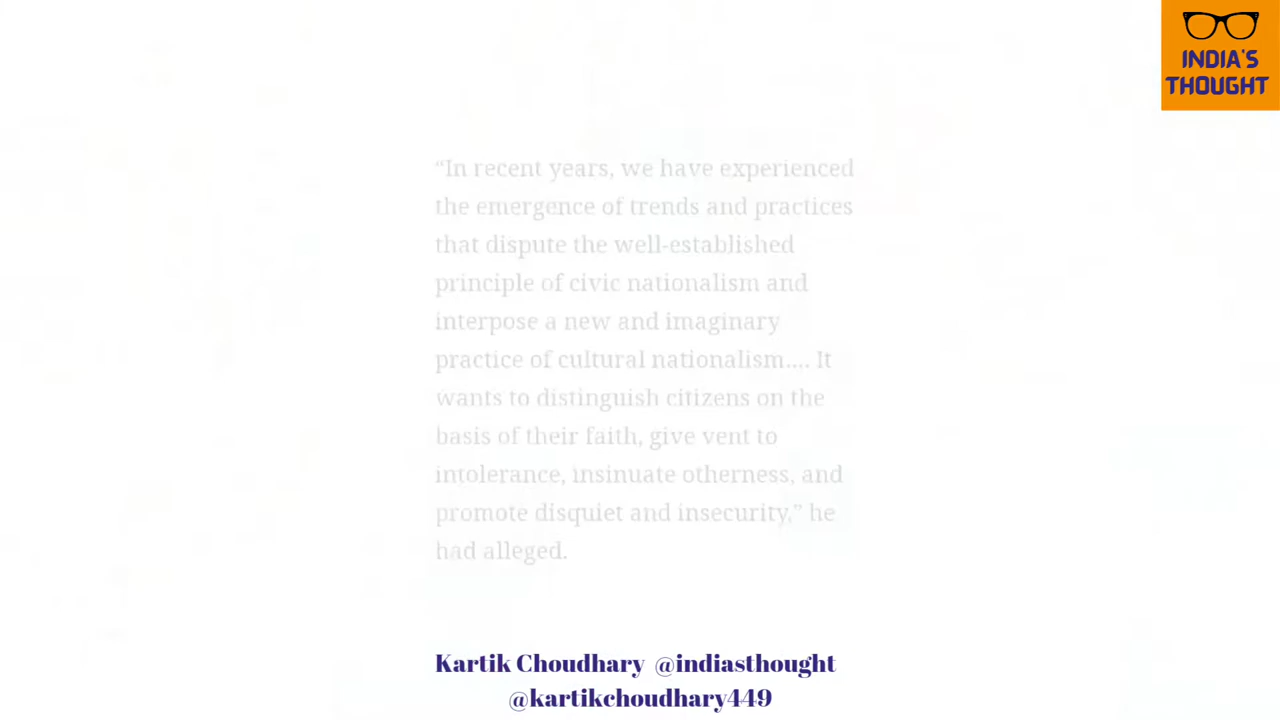 INDIA'S
THOUGHT
“In recent years, we have experienced
the emergence of trends and practices
that dispute the well-established
principle of civic nationalism and
interpose a new and imaginary
practice of cultural nationalism.... It
wants to distinguish citizens on the
basis of their faith, give vent to
intolerance, insinuate otherness, and
promote disquiet and insecurity,” he
had alleged.
Kartik Choudhary @indiasthought
@kartikchoudhary449